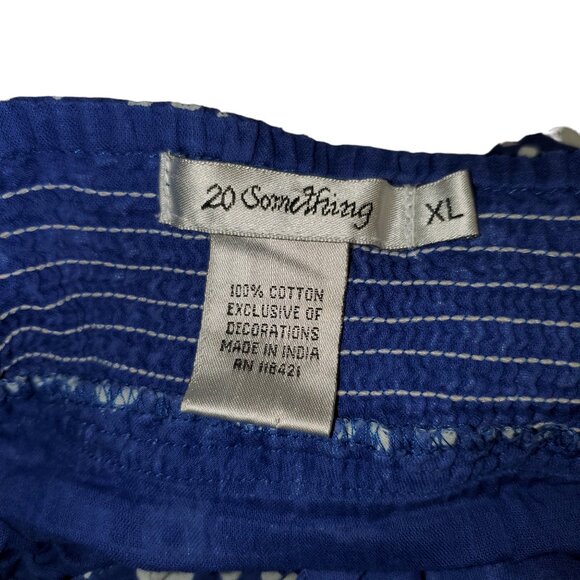 20 Something XL
100% COTTON
EXCLUSIVE OF
DECORATIONS
MADE IN INDIA
RN 118421